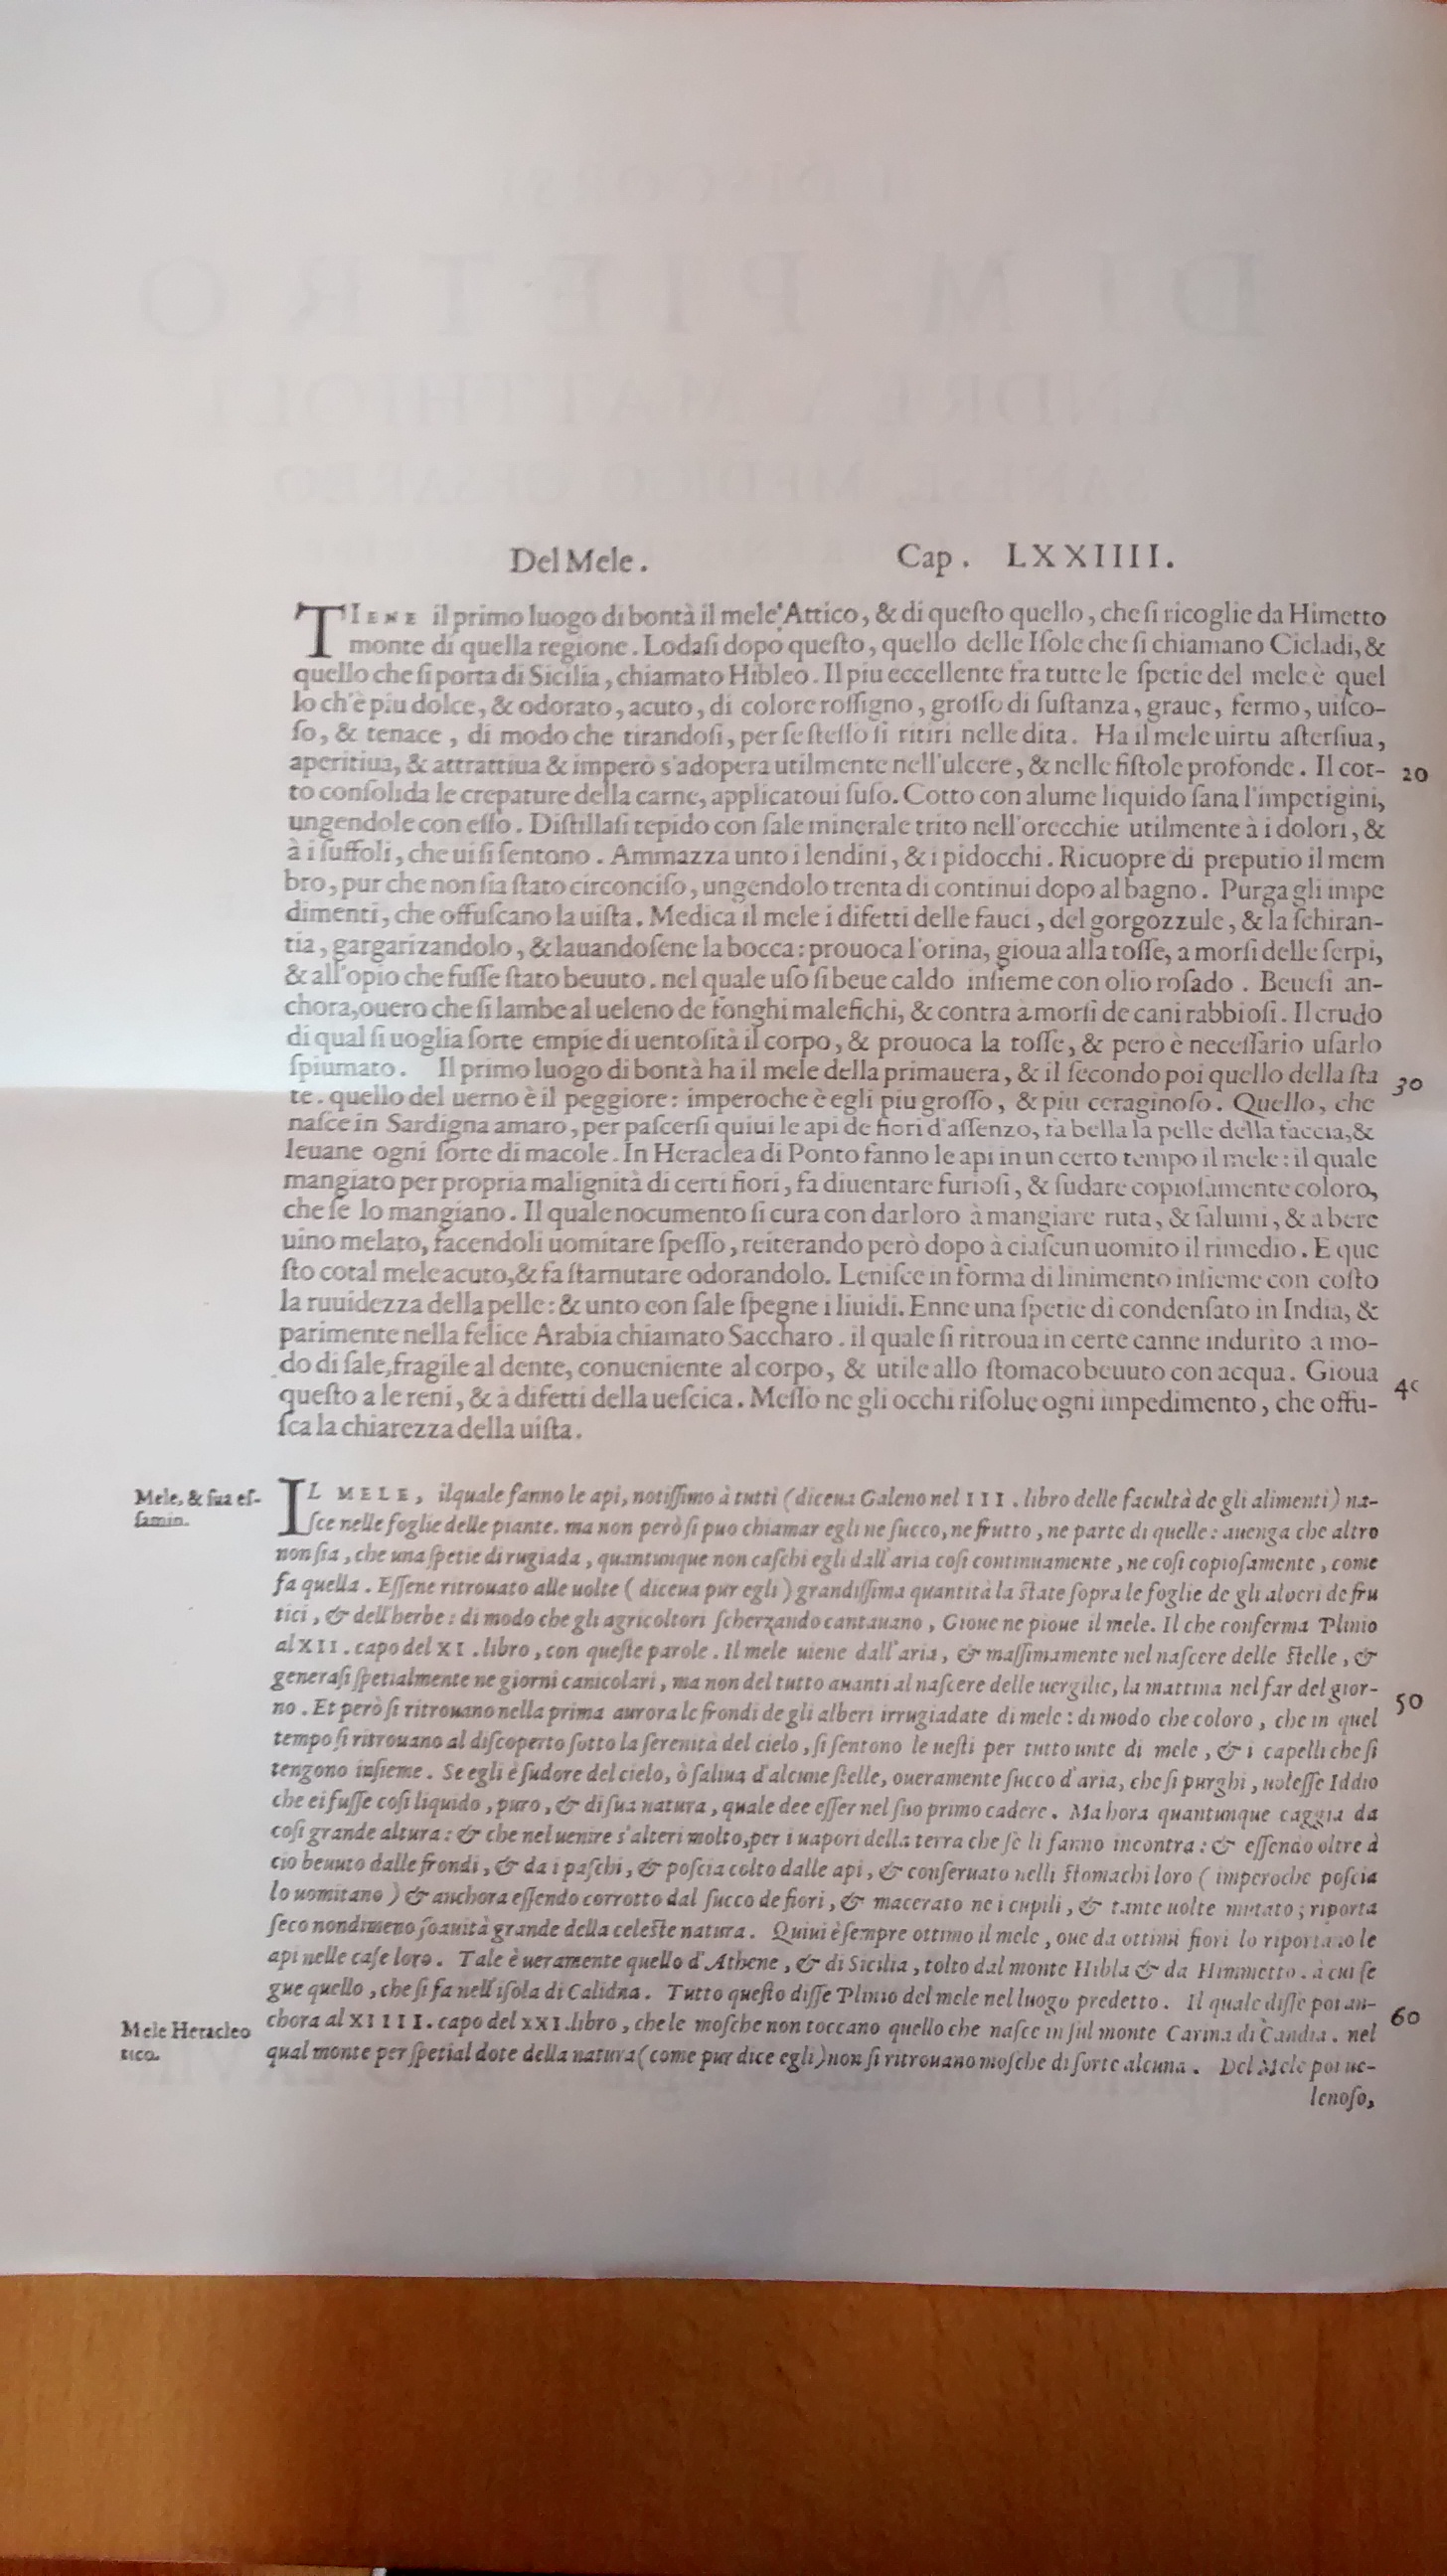 Del Mele. Cap. LXXIIII.
TIENE il primo luogo di bontà il mele Attico, & di queſto quello, che ſi ricoglie da Himetto
monte di quella regione. Lodaſi dopo queſto, quello delle Iſole che ſi chiamano Cicladi, &
quello che ſi porta di Sicilia, chiamato Hibleo. Il piu eccellente fra tutte le ſpetie del mele è quel
lo ch'è piu dolce, & odorato, acuto, di colore roſſigno, groſſo di ſuſtanza, graue, fermo, uiſco-
ſo, & tenace, di modo che tirandoſi, per ſe ſteſſo ſi ritiri nelle dita. Ha il mele uirtu aſterſiua,
aperitiua, & attrattiua & imperò s'adopera utilmente nell'ulcere, & nelle fiſtole profonde. Il cot- 20
to conſolida le crepature della carne, applicatoui ſuſo. Cotto con alume liquido ſana l'impetigini,
ungendole con eſſo. Diſtillaſi tepido con ſale minerale trito nell'orecchie utilmente à i dolori, &
à i ſuffoli, che ui ſi ſentono. Ammazza unto i lendini, & i pidocchi. Ricuopre di preputio il mem
bro, pur che non ſia ſtato circonciſo, ungendolo trenta di continui dopo al bagno. Purga gli impe
dimenti, che offuſcano la uiſta. Medica il mele i difetti delle fauci, del gorgozzule, & la ſchiran-
tia, gargarizandolo, & lauandoſene la bocca: prouoca l'orina, gioua alla toſſe, a morſi delle ſerpi,
& all'opio che fuſſe ſtato beuuto. nel quale uſo ſi beue caldo inſieme con olio roſado. Beueſi an-
chora, ouero che ſi lambe al ueleno de fonghi malefichi, & contra à morſi de cani rabbioſi. Il crudo
di qual ſi uoglia ſorte empie di uentoſità il corpo, & prouoca la toſſe, & però è neceſſario uſarlo
ſpiumato. Il primo luogo di bontà ha il mele della primauera, & il ſecondo poi quello della ſta 30
te. quello del uerno è il peggiore: imperoche è egli piu groſſo, & piu ceraginoſo. Quello, che
naſce in Sardigna amaro, per paſcerſi quiui le api de fiori d'aſſenzo, fa bella la pelle della faccia, &
leuane ogni ſorte di macole. In Heraclea di Ponto fanno le api in un certo tempo il mele: il quale
mangiato per propria malignità di certi fiori, fa diuentare furioſi, & ſudare copioſamente coloro,
che ſe lo mangiano. Il quale nocumento ſi cura con dar loro à mangiare ruta, & ſalumi, & a bere
uino melato, facendoli uomitare ſpeſſo, reiterando però dopo à ciaſcun uomito il rimedio. E que
ſto cotal mele acuto, & fa ſtarnutare odorandolo. Leniſce in forma di linimento inſieme con coſto
la ruuidezza della pelle: & unto con ſale ſpegne i liuidi. Enne una ſpetie di condenſato in India, &
parimente nella felice Arabia chiamato Saccharo. il quale ſi ritroua in certe canne indurito à mo-
do di ſale, fragile al dente, conueniente al corpo, & utile allo ſtomaco beuuto con acqua. Gioua
queſto a le reni, & à difetti della ueſcica. Meſſo ne gli occhi riſolue ogni impedimento, che offu- 40
ſca la chiarezza della uiſta.
Mele, & ſua eſ-
ſamin.
IL MELE, ilquale fanno le api, notiſſimo à tutti (diceua Galeno nel III. libro delle facultà de gli alimenti) na-
ſce nelle foglie delle piante. ma non però ſi puo chiamar egli ne ſucco, ne frutto, ne parte di quelle: auenga che altro
non ſia, che una ſpetie di rugiada, quantunque non caſchi egli dall'aria coſi continuamente, ne coſi copioſamente, come
fa quella. Eſſene ritrouato alle uolte (diceua pur egli) grandiſſima quantità la ſtate ſopra le foglie de gli alberi de fru
tici, & dell'herbe: di modo che gli agricoltori ſcherzando cantauano, Gioue ne pioue il mele. Il che conferma Plinio
al XII. capo del XI. libro, con queſte parole. Il mele uiene dall'aria, & maſſimamente nel naſcere delle ſtelle, &
generaſi ſpetialmente ne giorni canicolari, ma non del tutto auanti al naſcere delle uergilie, la mattina nel far del gior-
no. Et però ſi ritrouano nella prima aurora le frondi de gli alberi irrugiadate di mele: di modo che coloro, che in quel 50
tempo ſi ritrouano al diſcoperto ſotto la ſerenità del cielo, ſi ſentono le ueſti per tutto unte di mele, & i capelli che ſi
tengono inſieme. Se egli è ſudore del cielo, ò ſaliua d'alcune ſtelle, oueramente ſucco d'aria, che ſi purghi, uoleſſe Iddio
che ei fuſſe coſi liquido, puro, & di ſua natura, quale dee eſſer nel ſuo primo cadere. Ma hora quantunque caggia da
coſi grande altura: & che nel uenire s'alteri molto, per i uapori della terra che ſe li fanno incontra: & eſſendo oltre à
cio beuuto dalle frondi, & da i paſchi, & poſcia colto dalle api, & conſeruato nelli ſtomachi loro (imperoche poſcia
lo uomitano) & anchora eſſendo corrotto dal ſucco de fiori, & macerato ne i cupili, & tante uolte mutato; riporta
ſeco nondimeno ſoauità grande della celeſte natura. Quiui è ſempre ottimo il mele, oue da ottimi fiori lo riportano le
api nelle caſe loro. Tale è ueramente quello d'Athene, & di Sicilia, tolto dal monte Hibla & da Himmetto. à cui ſe
gue quello, che ſi fa nell'iſola di Calidna. Tutto queſto diſſe Plinio del mele nel luogo predetto. Il quale diſſe poi an-
Mele Heracleo
tico.
chora al XIIII. capo del XXI. libro, che le moſche non toccano quello che naſce in ſul monte Carina di Candia. nel 60
qual monte per ſpetial dote della natura (come pur dice egli) non ſi ritrouano moſche di ſorte alcuna. Del Mele poi ue-
lenoſo,